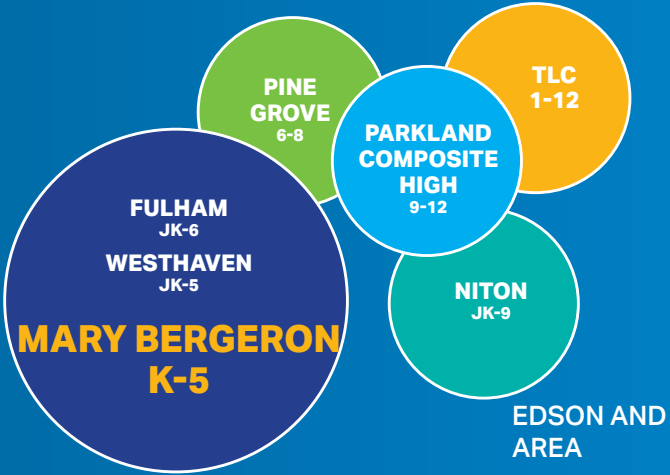 PINE
GROVE
6-8
TLC
1-12
PARKLAND
COMPOSITE
HIGH
9-12
FULHAM
JK-6
WESTHAVEN
JK-5
MARY BERGERON
K-5
NITON
JK-9
EDSON AND
AREA